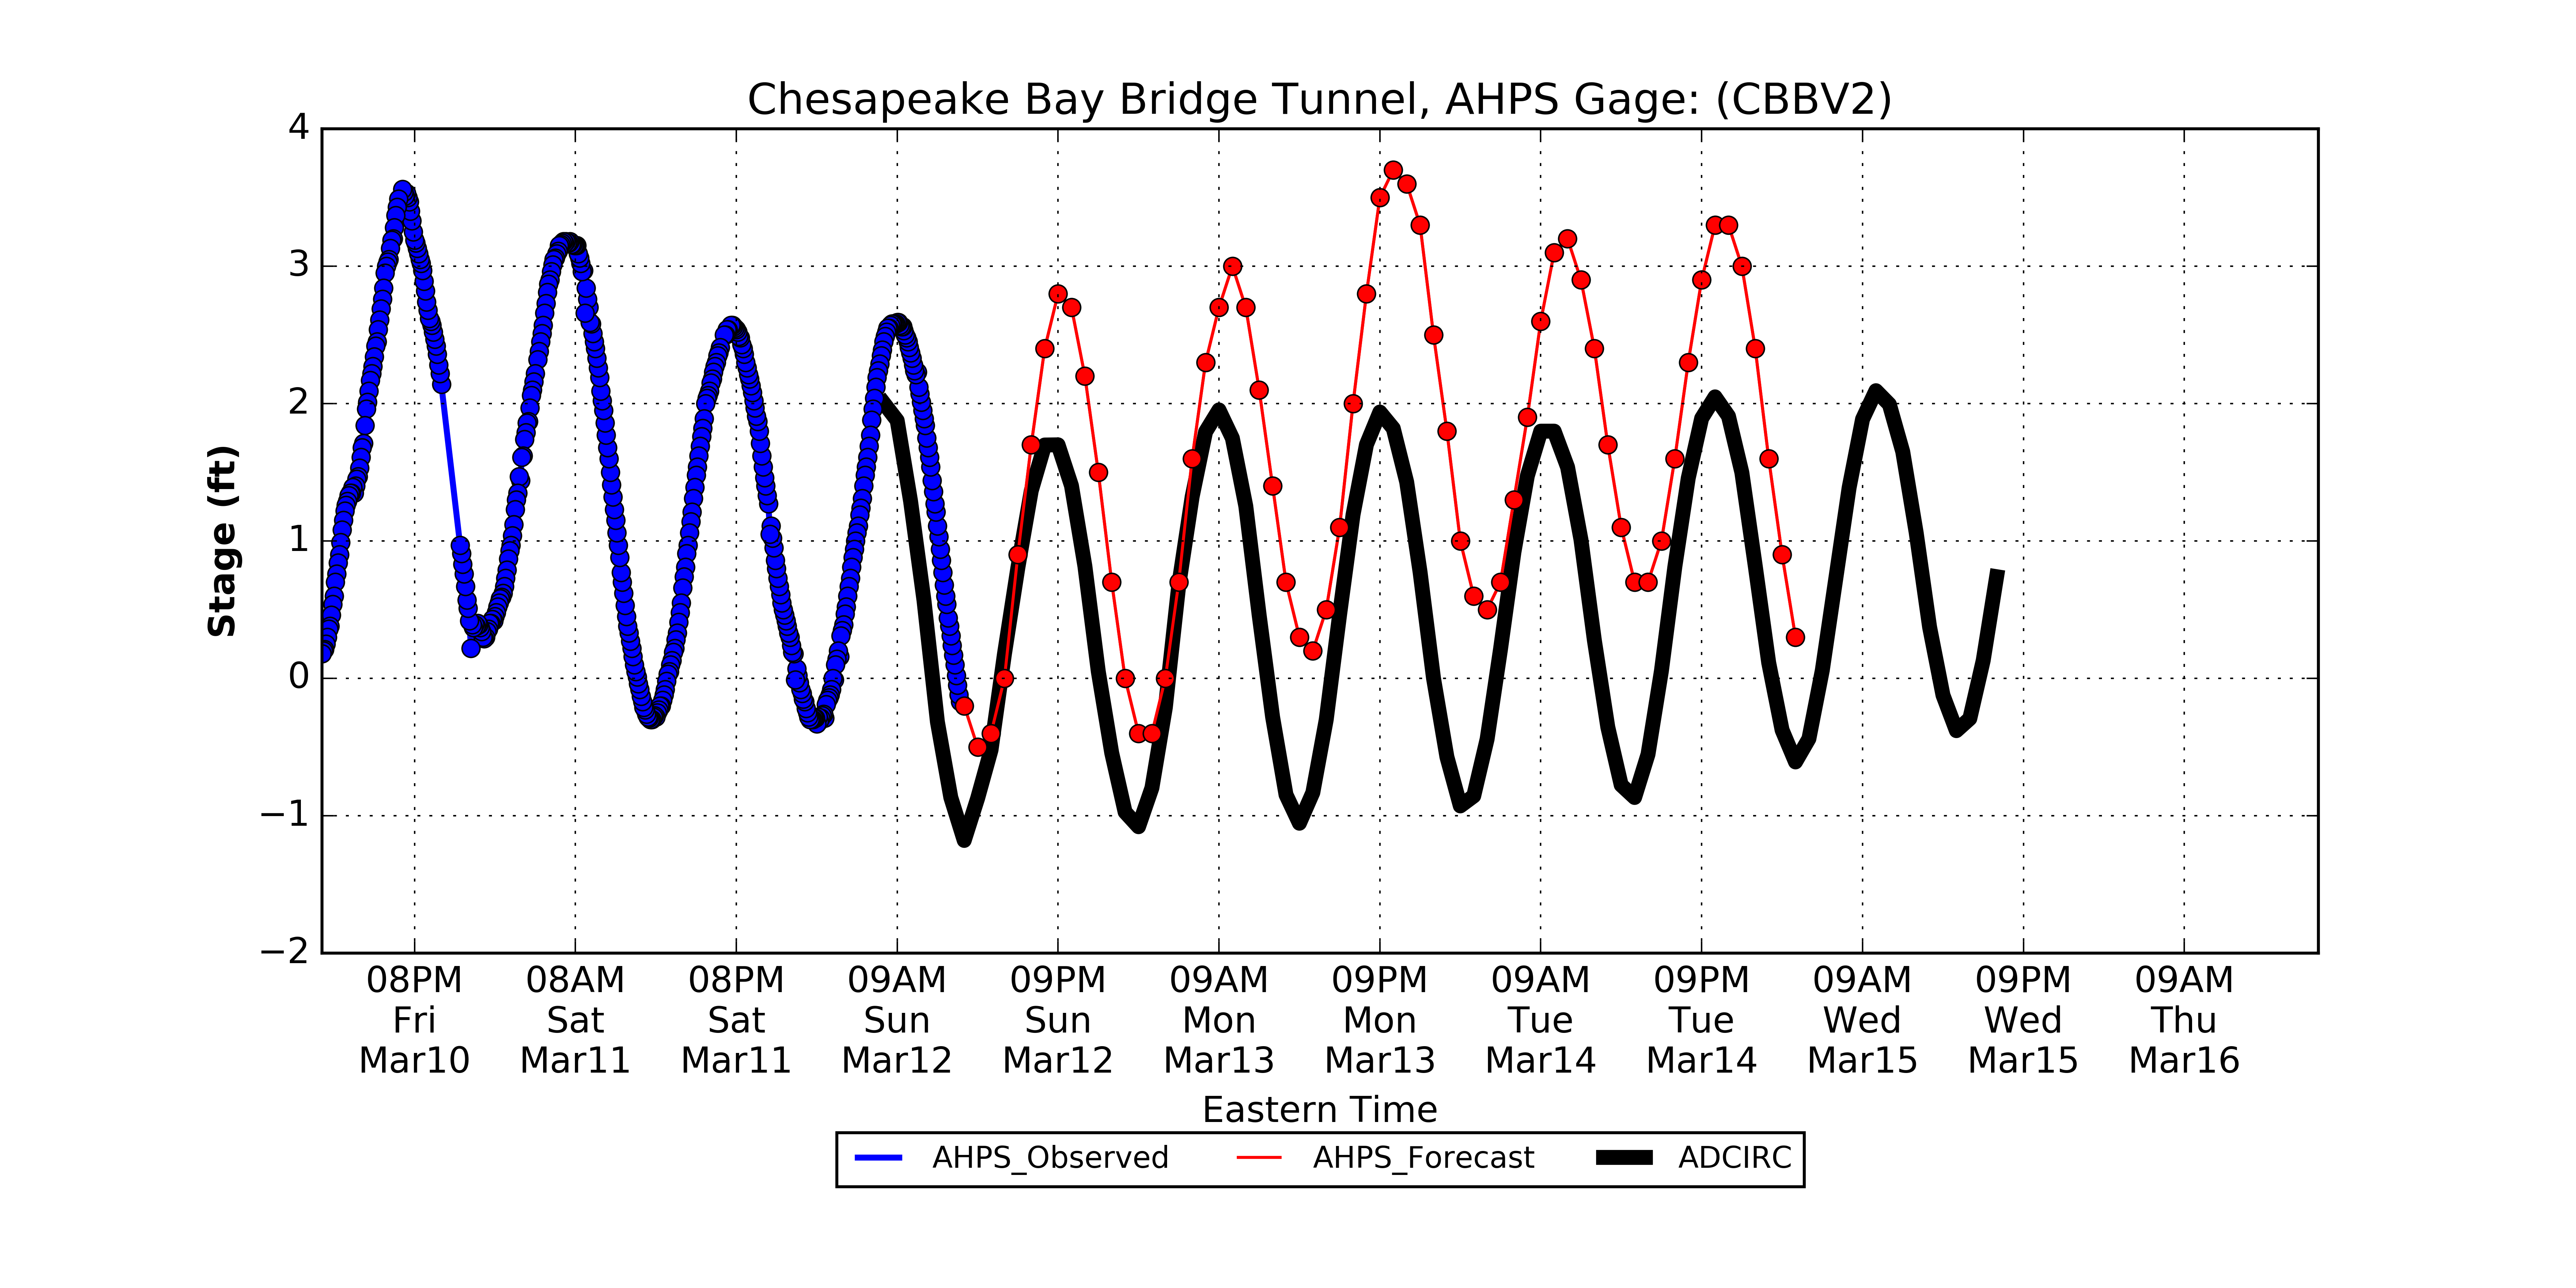 Chesapeake Bay Bridge Tunnel, AHPS Gage: (CBBV2)
4
3
2
1
0
−1
−2
Stage (ft)
08PM 08AM 08PM 09AM 09PM 09AM 09PM 09AM 09PM 09AM 09PM 09AM
Fri Sat Sat Sun Sun Mon Mon Tue Tue Wed Wed Thu
Mar10 Mar11 Mar11 Mar12 Mar12 Mar13 Mar13 Mar14 Mar14 Mar15 Mar15 Mar16
Eastern Time
AHPS_Observed AHPS_Forecast ADCIRC